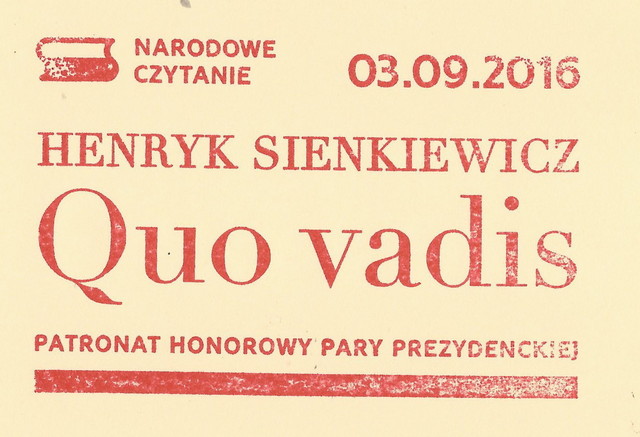 NARODOWE
CZYTANIE
03.09.2016
HENRYK SIENKIEWICZ
Quo vadis
PATRONAT HONOROWY PARY PREZYDENCKIEJ